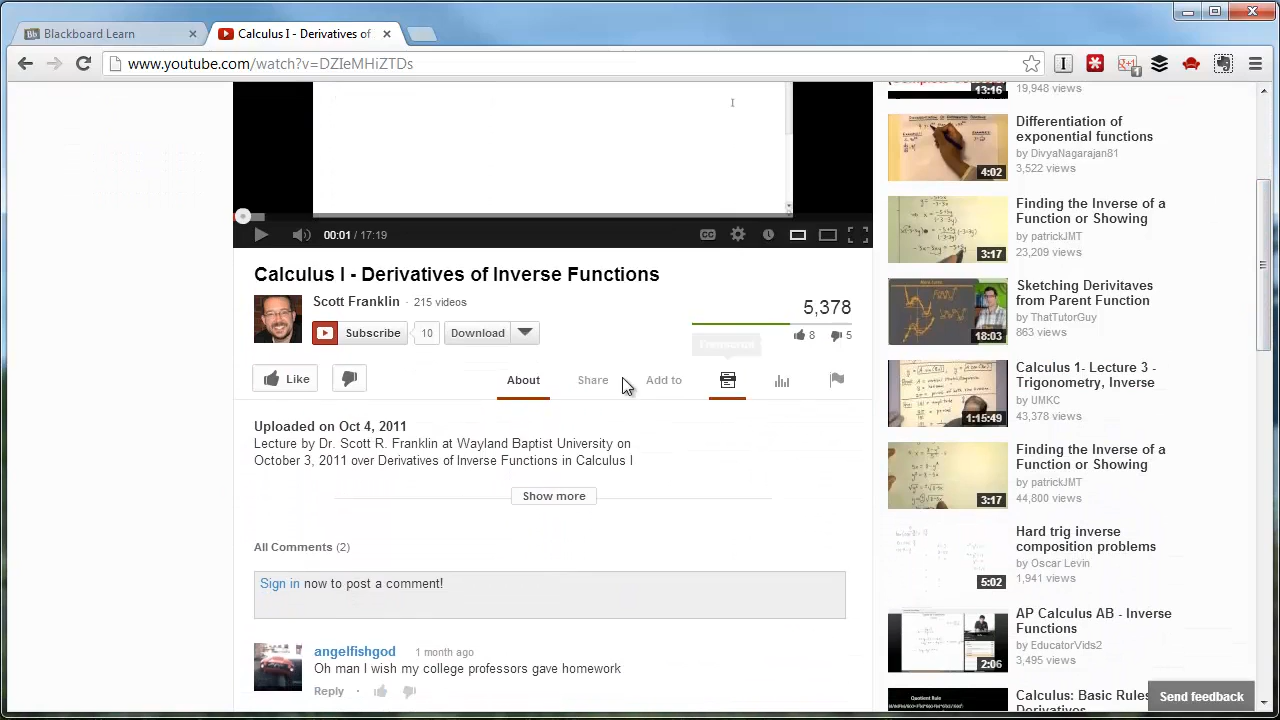 Blackboard Learn
Calculus I - Derivatives of
www.youtube.com/watch?v=DZIeMHiZTDs
00:01 / 17:19
CC
Calculus I - Derivatives of Inverse Functions
Scott Franklin · 215 videos
Subscribe 10 Download
5,378
8 5
Transcript
Like
About Share Add to
Uploaded on Oct 4, 2011
Lecture by Dr. Scott R. Franklin at Wayland Baptist University on
October 3, 2011 over Derivatives of Inverse Functions in Calculus I
Show more
All Comments (2)
Sign in now to post a comment!
angelfishgod 1 month ago
Oh man I wish my college professors gave homework
Reply ·
13:16
19,948 views
Differentiation of
exponential functions
by DivyaNagarajan81
3,522 views
4:02
Finding the Inverse of a
Function or Showing
by patrickJMT
23,209 views
3:17
Sketching Derivitaves
from Parent Function
by ThatTutorGuy
863 views
18:03
Calculus 1- Lecture 3 -
Trigonometry, Inverse
by UMKC
43,378 views
1:15:49
Finding the Inverse of a
Function or Showing
by patrickJMT
44,800 views
3:17
Hard trig inverse
composition problems
by Oscar Levin
1,941 views
5:02
AP Calculus AB - Inverse
Functions
by EducatorVids2
3,495 views
2:06
Calculus: Basic Rules
Derivatives
Quotient Rule
Send feedback